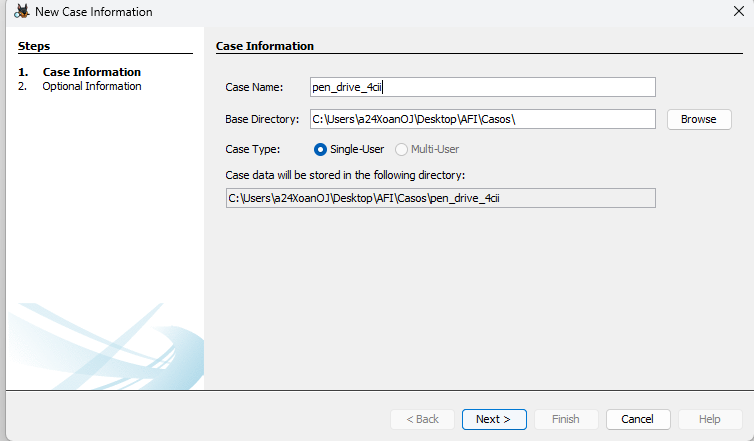 New Case Information
Steps
1. Case Information
2. Optional Information
Case Information
Case Name: pen_drive_4cii
Base Directory: C:\Users\a24XoanOJ\Desktop\AFI\Casos\ Browse
Case Type: Single-User Multi-User
Case data will be stored in the following directory:
C:\Users\a24XoanOJ\Desktop\AFI\Casos\pen_drive_4cii
< Back Next > Finish Cancel Help